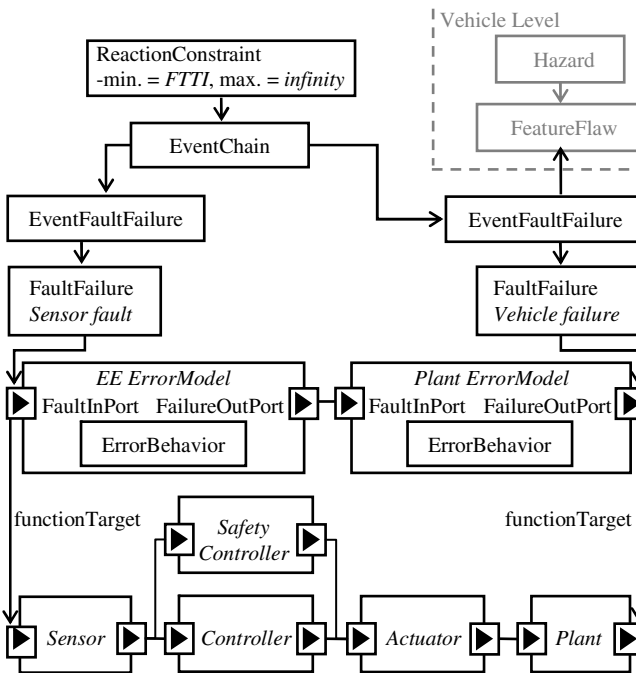 Vehicle Level
ReactionConstraint
-min. = FTTI, max. = infinity
Hazard
FeatureFlaw
EventChain
EventFaultFailure
EventFaultFailure
FaultFailure
Sensor fault
FaultFailure
Vehicle failure
EE ErrorModel
FaultInPort FailureOutPort
ErrorBehavior
Plant ErrorModel
FaultInPort FailureOutPort
ErrorBehavior
functionTarget
functionTarget
Safety
Controller
Sensor
Controller
Actuator
Plant